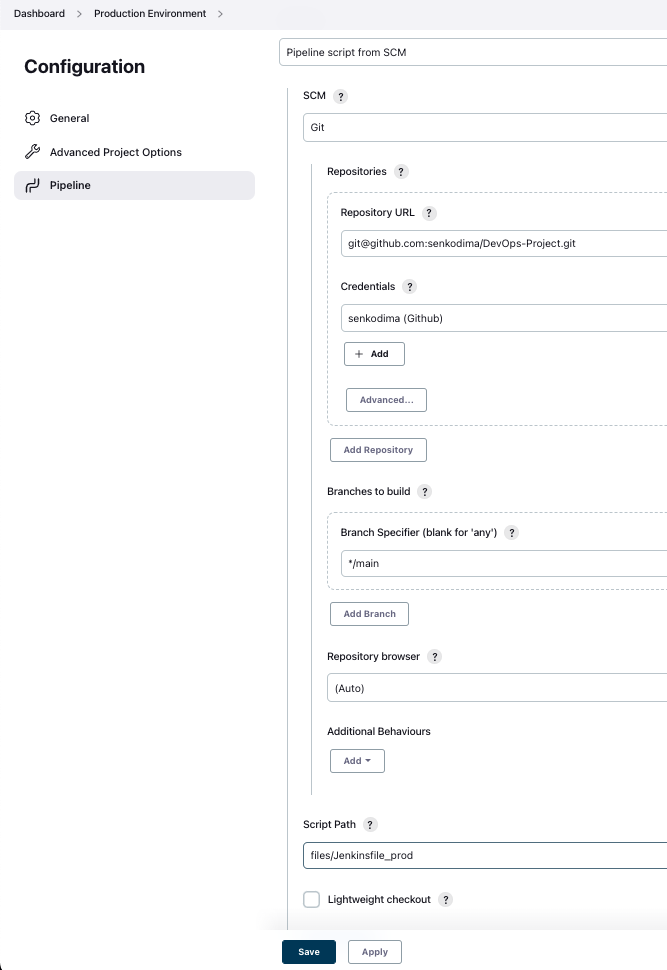 Dashboard > Production Environment >
Configuration
General
Advanced Project Options
Pipeline
Pipeline script from SCM
SCM ?
Git
Repositories ?
Repository URL ?
git@github.com:senkodima/DevOps-Project.git
Credentials ?
senkodima (Github)
+ Add
Advanced...
Add Repository
Branches to build ?
Branch Specifier (blank for 'any') ?
*/main
Add Branch
Repository browser ?
(Auto)
Additional Behaviours
Add
Script Path ?
files/Jenkinsfile_prod
Lightweight checkout ?
Save Apply